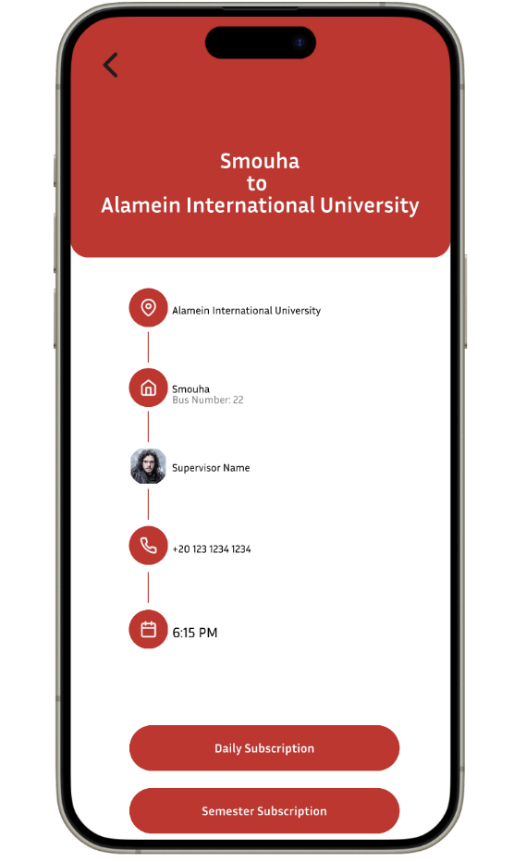 Smouha
to
Alamein International University
Alamein International University
Smouha
Bus Number: 22
Supervisor Name
+20 123 1234 1234
6:15 PM
Daily Subscription
Semester Subscription